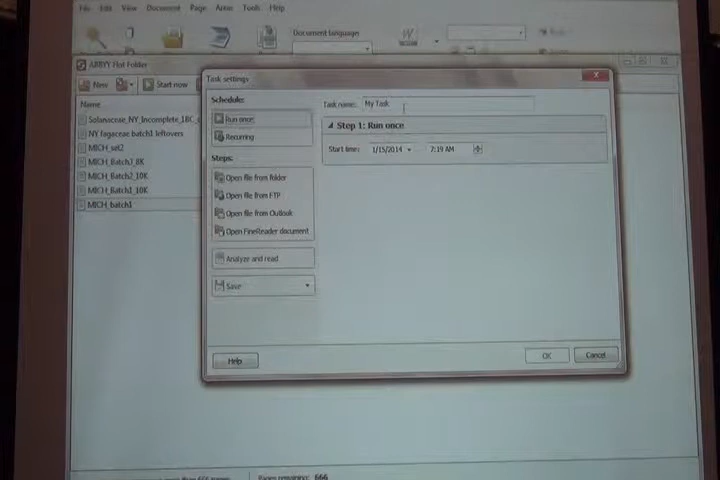 File Edit View Document Page Areas Tools Help
Document languages
ABBYY Hot Folder
New
Start now
Name
Solanaceae_NY_Incomplete_1BC_
NY fagaceae batch1 leftovers
MICH_set2
MICH_Batch3_8K
MICH_Batch2_10K
MICH_Batch1_10K
MICH_batch1
Task settings
Schedule:
Run once
Recurring
Steps:
Open file from folder
Open file from FTP
Open file from Outlook
Open FineReader document
Analyze and read
Save
Task name: My Task
Step 1: Run once
Start time: 1/15/2014 7:19 AM
Help
OK
Cancel
Pages remaining: 666